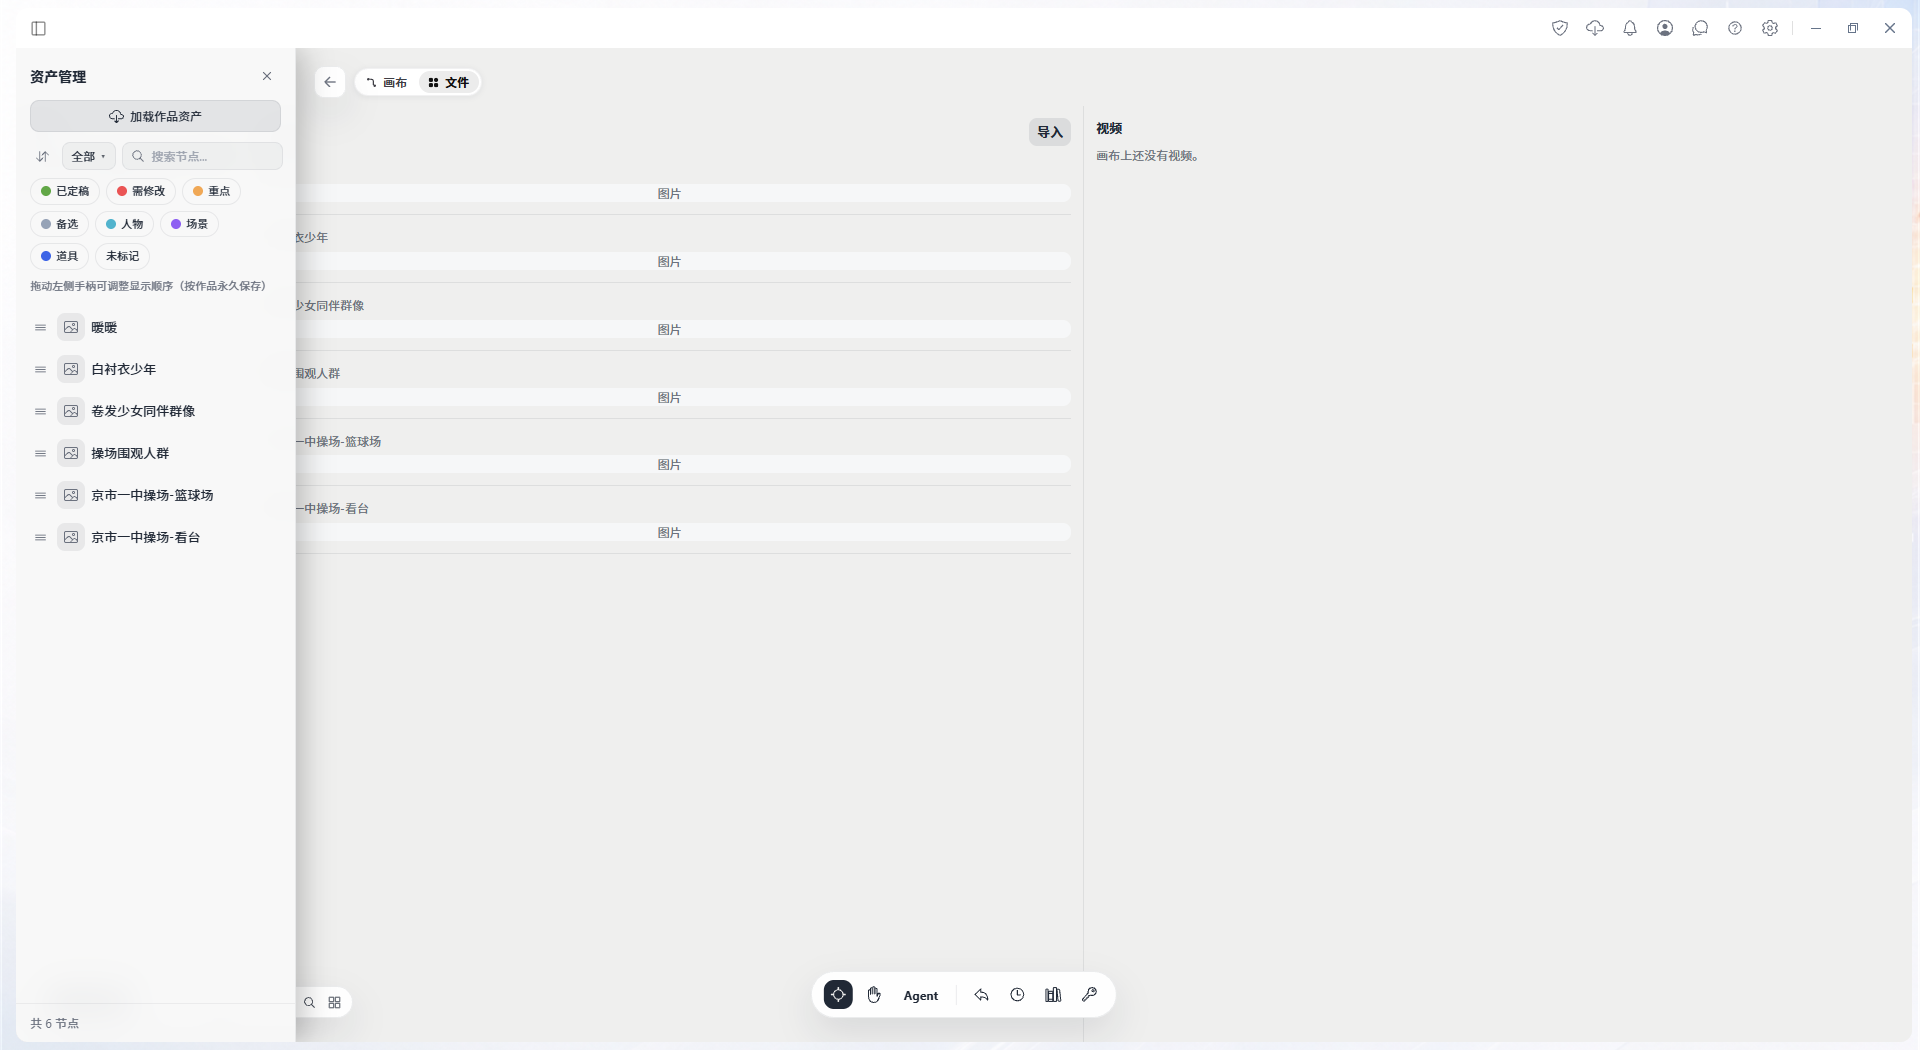 资产管理
加载作品资产
全部
搜索节点...
已定稿 需修改 重点
备选 人物 场景
道具 未标记
拖动左侧手柄可调整显示顺序（按作品永久保存）
暖暖
白衬衣少年
卷发少女同伴群像
操场围观人群
京市一中操场-篮球场
京市一中操场-看台
共 6 节点
画布 文件
导入
图片
衣少年
图片
少女同伴群像
图片
围观人群
图片
一中操场-篮球场
图片
一中操场-看台
图片
视频
画布上还没有视频。
Agent